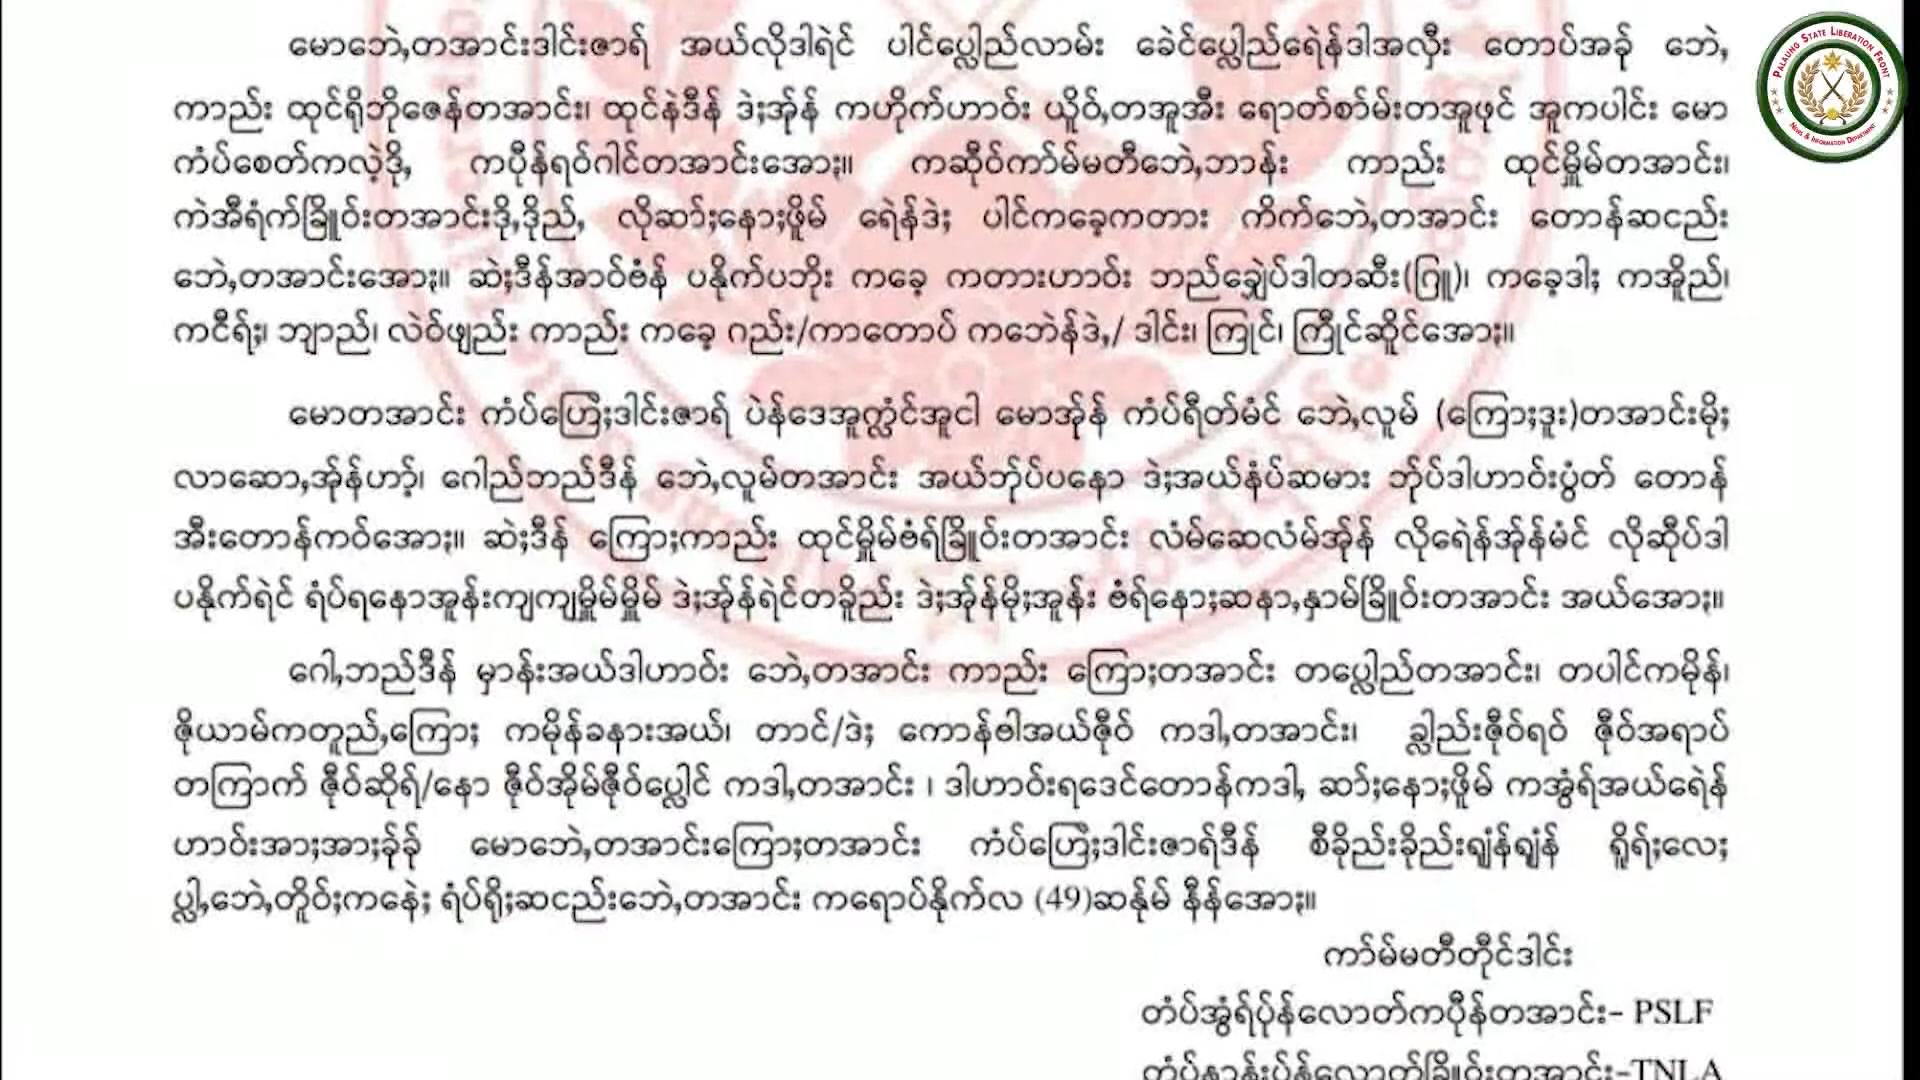 မောဘေႇတအာင်းဒါင်းဇာရ် အယ်လိုဒါရဲင် ပါင်ပ္လေါည်လာမ်း ခေဲင်ပ္လေါည်ရေဲန်ဒါအလှီး တောပ်အခု် ဘေႇ
ကာည်း ထုင်ရိုဘိုဇေန်တအာင်း၊ ထုင်နဲဒီန် ဒဲႈအု်န် ကဟိုက်ဟာဝ်း ယိူဝ်ႇတအူအီး ရောတ်စာ်မ်းတအူဖုင် အူကပါင်း မော
ကံပ်စေတ်ကလဲ့ဒိုႇ ကပိုန်ရပ်ဂါင်တအာင်းအောႈ။ ကဆိုဝ်ကာ်မ်မတီဘေႇဘာန်း ကာည်း ထုင်မိူမ်တအာင်း၊
ကဲအီရံက်ခြိူဝ်းတအာင်းဒိုႇဒိုည်ႇ လိုဆာ်ႈနောႈဖိူမ် ရေဲန်ဒဲႈ ပါင်ကခေ့ကတား ကိက်ဘေႇတအာင်း တောန်ဆငည်း
ဘေႇတအာင်းအောႈ။ ဆဲႈဒီန်အာဝ်ဗံန် ပနိုက်ပဘိုး ကခေ့ ကတားဟာဝ်း ဘည်ချေဲပ်ဒါတဆီး(ဂြူ)၊ ကခေ့ဒါႈ ကအိူည်၊
ကငီရ်ႈ၊ ဘျာည်၊ လဲဝ်ဖျည်း ကာည်း ကခေ့ ဂည်း/ကာတောပ် ကဘေဲန်ဒဲႇ/ ဒါင်း၊ ကြုင်၊ ကြိုင်ဆိူင်အောႈ။
မောတအာင်း ကံပ်ဟြေႈဒါင်းဇာရ် ပဲန်ဒေအူက္လံင်အူငါ မောအု်န် ကံပ်ရီတ်မံင် ဘေႇလူမ် (ကြောႈဒူး)တအာင်းမိုႈ
လာဆောႇအု်န်ဟာ့်၊ ဂေါည်ဘည်ဒီန် ဘေႇလူမ်တအာင်း အယ်ဘု်ပ်ပနော ဒဲႈအယ်နံပ်ဆမား ဘု်ပ်ဒါဟာဝ်းပွံတ် တောန်
အီးတောန်ကဝ်အောႈ။ ဆဲႈဒီန် ကြောႈကာည်း ထုင်မိူမ်ဗံရ်ခြိူဝ်းတအာင်း လံမ်ဆေလံမ်အု်န် လိုရေဲန်အု်န်မံင် လိုဆိုပ်ဒါ
ပနိုက်ရဲင် ရံပ်ရနောအူန်းကျကျမိူမ်မိူမ် ဒဲႈအု်န်ရဲင်တခိူည်း ဒဲႈအု်န်မိုႈအူန်း ဗံရ်နောႈဆနာႇနှာမ်ခြိူဝ်းတအာင်း အယ်အောႈ။
ဂေါႇဘည်ဒီန် မှာန်းအယ်ဒါဟာဝ်း ဘေႇတအာင်း ကာည်း ကြောႈတအာင်း တပ္လေါည်တအာင်း၊ တပါင်ကမိုန်၊
ဇိုယာမ်ကတူည်ႇကြောႈ ကမိုန်ခနားအယ်၊ တာင်/ဒဲႈ ကောန်ဗါအယ်ဇိုဝ် ကဒါႇတအာင်း၊ ခ္လါည်းဇိုဝ်ရဝ် ဇိုဝ်အရာပ်
တကြာက် ဇိုဝ်ဆိုရ်/နော ဇိုဝ်အိုမ်ဇိုဝ်ပ္လေါင် ကဒါႇတအာင်း ၊ ဒါဟာဝ်းရဒေင်တောန်ကဒါႇ ဆာ်ႈနောႈဖိူမ် ကအွံရ်အယ်ရေဲန်
ဟာဝ်းအာႈအာႈခု်ခု် မောဘေႇတအာင်းကြောႈတအာင်း ကံပ်ဟြေႈဒါင်းဇာရ်ဒီန် စီခိုည်းခိုည်းရျံန်ရျံန် ရိူရ်ႈလေႈ
ပ္လါႇဘေႇတိူဝ်ႈကနေဲႈ ရံပ်ရိုႈဆငည်းဘေႇတအာင်း ကရောပ်နိုက်လ (49)ဆနု်မ် နီန်အောႈ။
ကာ်မ်မတီတိုင်ဒါင်း
တံပ်အွံရ်ပု်န်လောတ်ကပိုန်တအာင်း- PSLF
တံပ်နာန်းပု်န်လောတ်ခြိူဝ်းတအာင်း-TNLA
PALAUNG STATE LIBERATION FRONT
NEWS & INFORMATION DEPARTMENT